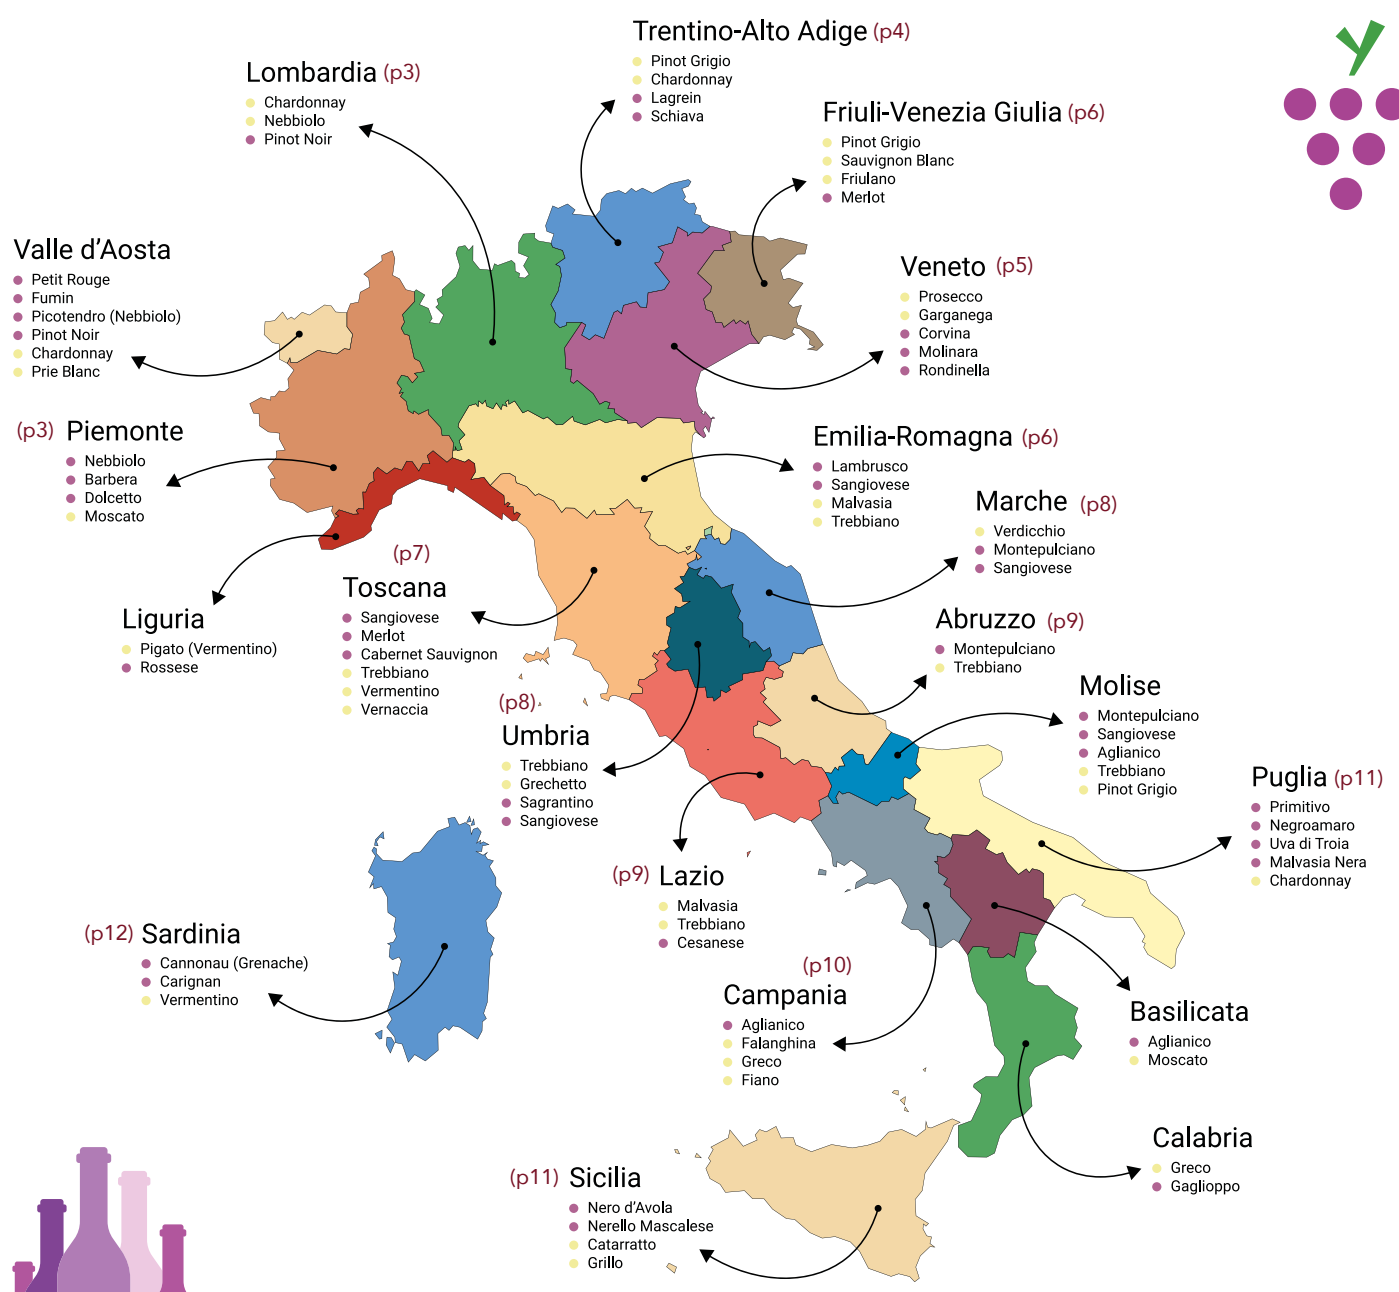 Trentino-Alto Adige (p4)
Pinot Grigio
Chardonnay
Lagrein
Schiava
Lombardia (p3)
Chardonnay
Nebbiolo
Pinot Noir
Friuli-Venezia Giulia (p6)
Pinot Grigio
Sauvignon Blanc
Friulano
Merlot
Valle d'Aosta
Petit Rouge
Fumin
Picotendro (Nebbiolo)
Pinot Noir
Chardonnay
Prie Blanc
Veneto (p5)
Prosecco
Garganega
Corvina
Molinara
Rondinella
(p3) Piemonte
Nebbiolo
Barbera
Dolcetto
Moscato
Emilia-Romagna (p6)
Lambrusco
Sangiovese
Malvasia
Trebbiano
Marche (p8)
Verdicchio
Montepulciano
Sangiovese
(p7)
Toscana
Sangiovese
Merlot
Cabernet Sauvignon
Trebbiano
Vermentino
Vernaccia
Liguria
Pigato (Vermentino)
Rossese
Abruzzo (p9)
Montepulciano
Trebbiano
Molise
Montepulciano
Sangiovese
Aglianico
Trebbiano
Pinot Grigio
(p8)
Umbria
Trebbiano
Grechetto
Sagrantino
Sangiovese
Puglia (p11)
Primitivo
Negroamaro
Uva di Troia
Malvasia Nera
Chardonnay
(p9) Lazio
Malvasia
Trebbiano
Cesanese
(p12) Sardinia
Cannonau (Grenache)
Carignan
Vermentino
(p10)
Campania
Aglianico
Falanghina
Greco
Fiano
Basilicata
Aglianico
Moscato
Calabria
Greco
Gaglioppo
(p11) Sicilia
Nero d'Avola
Nerello Mascalese
Catarratto
Grillo